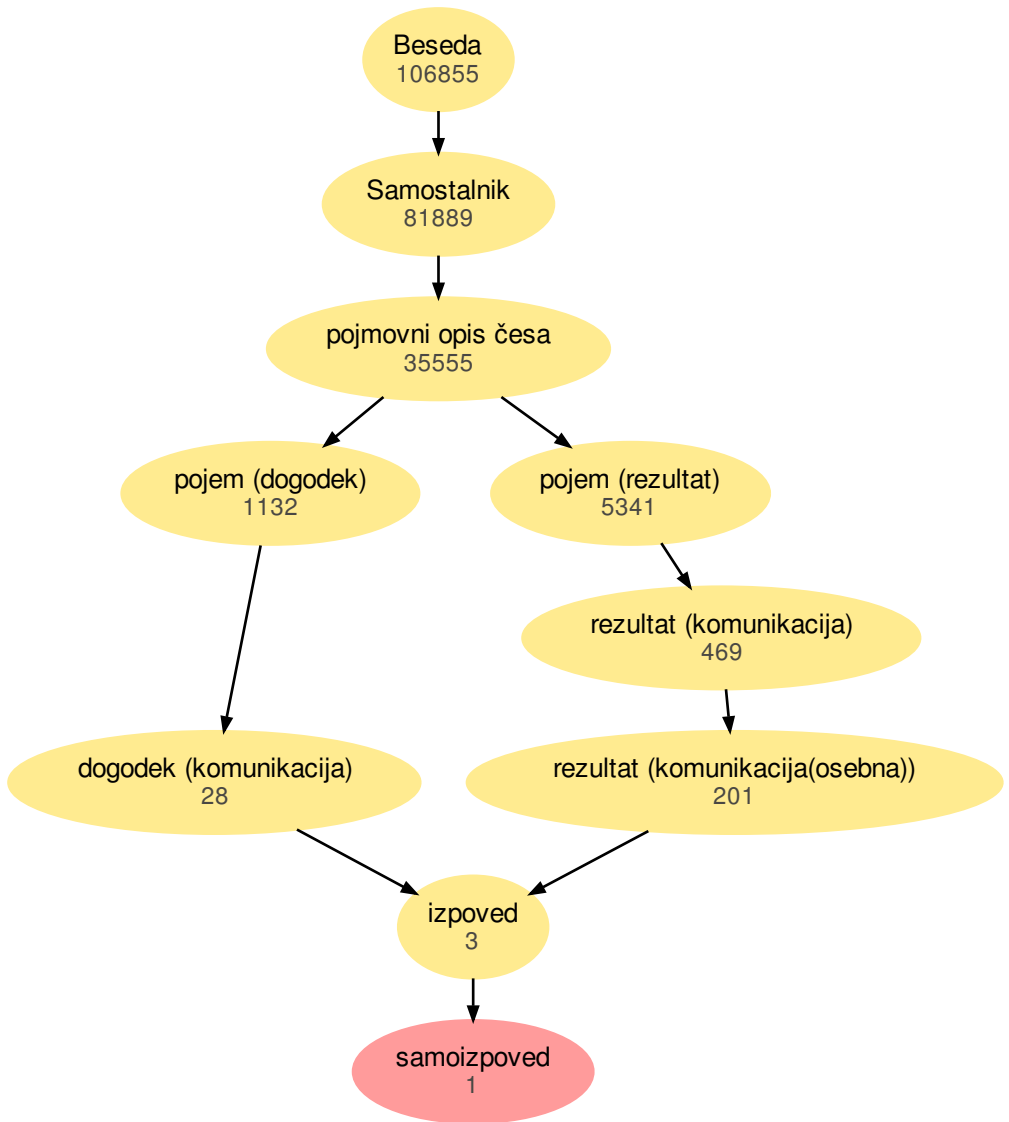 Beseda
106855
Samostalnik
81889
pojmovni opis česa
35555
pojem (dogodek)
1132
pojem (rezultat)
5341
rezultat (komunikacija)
469
dogodek (komunikacija)
28
rezultat (komunikacija(osebna))
201
izpoved
3
samoizpoved
1